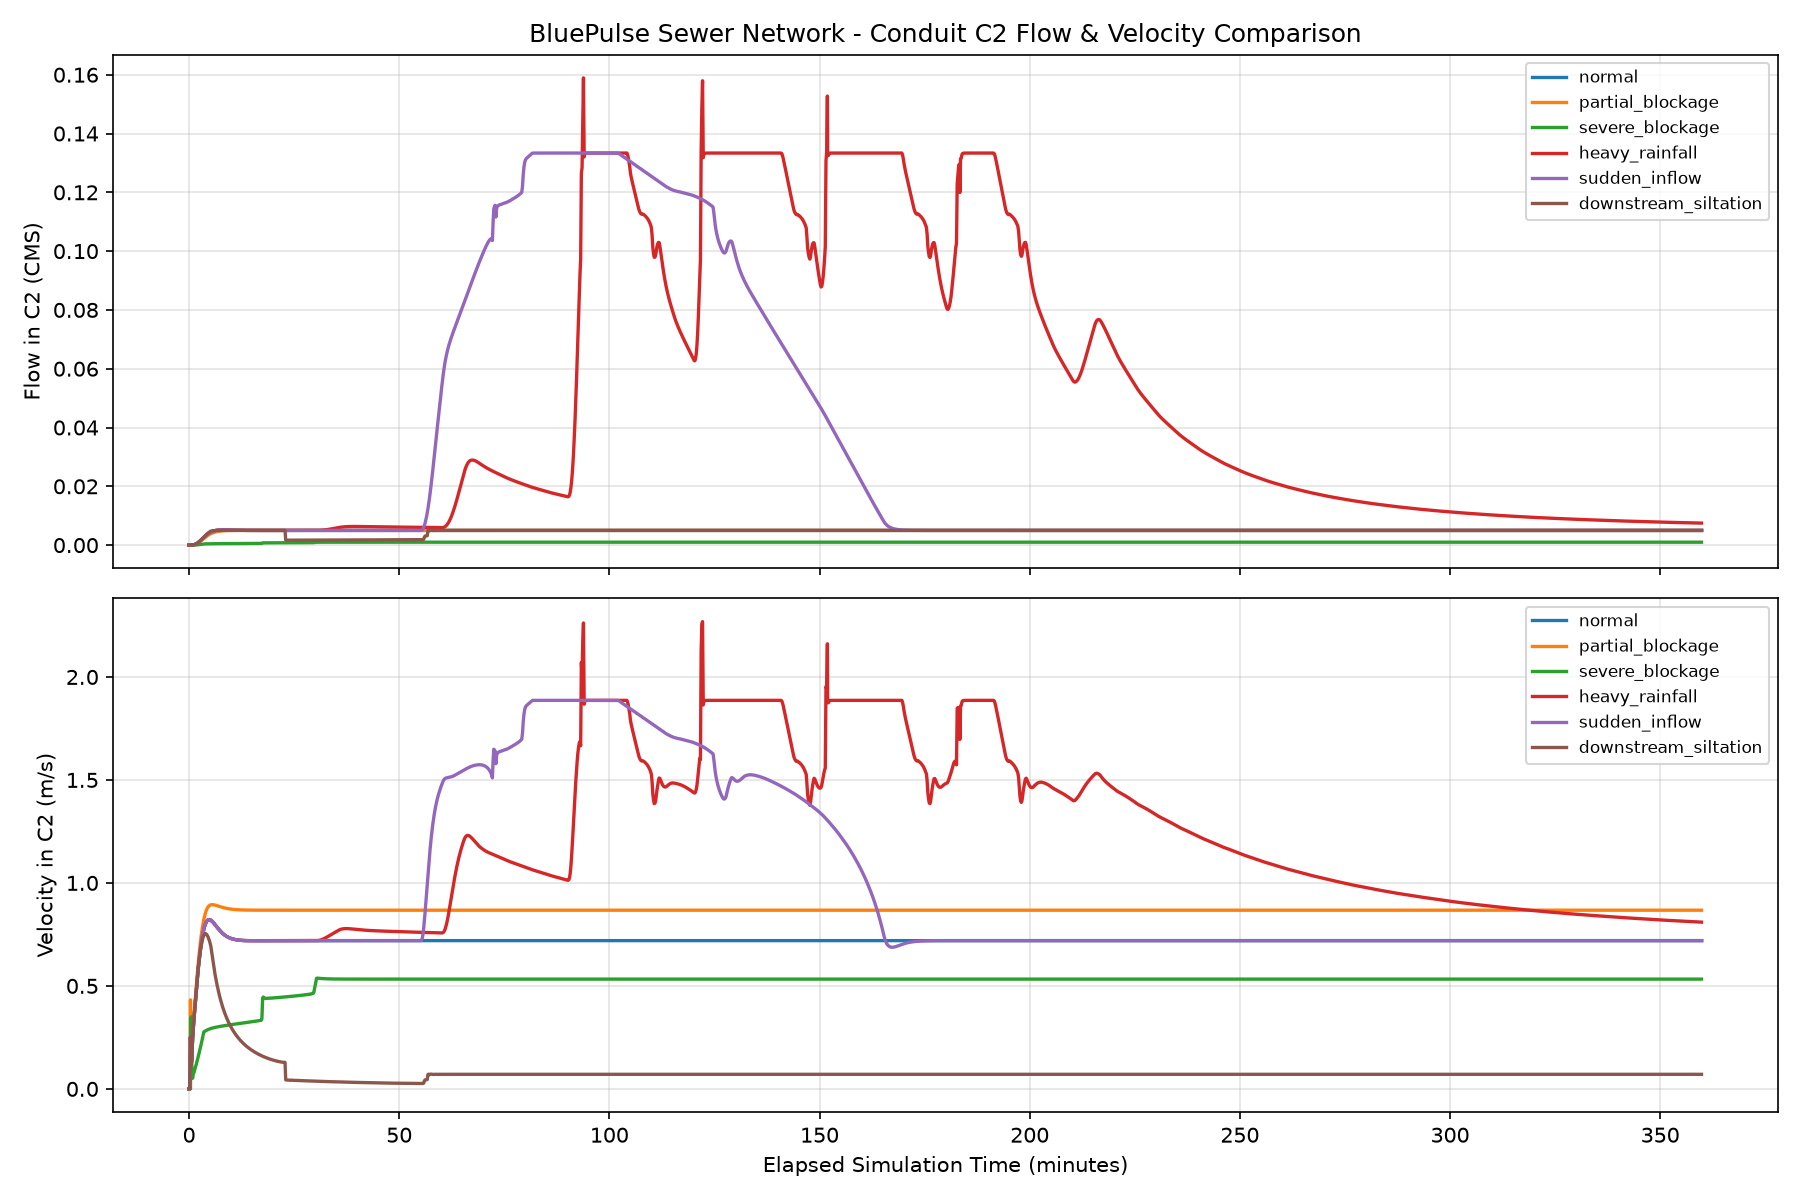 BluePulse Sewer Network - Conduit C2 Flow & Velocity Comparison
Flow in C2 (CMS)
0.16
0.14
0.12
0.10
0.08
0.06
0.04
0.02
0.00
normal
partial_blockage
severe_blockage
heavy_rainfall
sudden_inflow
downstream_siltation
Velocity in C2 (m/s)
2.0
1.5
1.0
0.5
0.0
normal
partial_blockage
severe_blockage
heavy_rainfall
sudden_inflow
downstream_siltation
0 50 100 150 200 250 300 350
Elapsed Simulation Time (minutes)